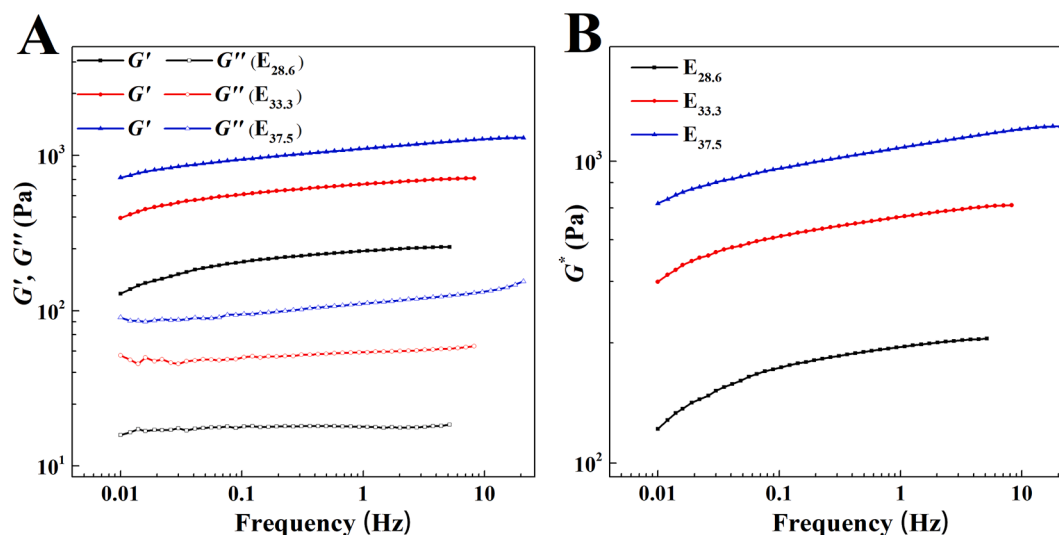 A
G′ G″ (E28.6)
G′ G″ (E33.3)
G′ G″ (E37.5)
10³
10²
10¹
G′, G″ (Pa)
0.01 0.1 1 10
Frequency (Hz)
B
E28.6
E33.3
E37.5
10³
10²
G* (Pa)
0.01 0.1 1 10
Frequency (Hz)